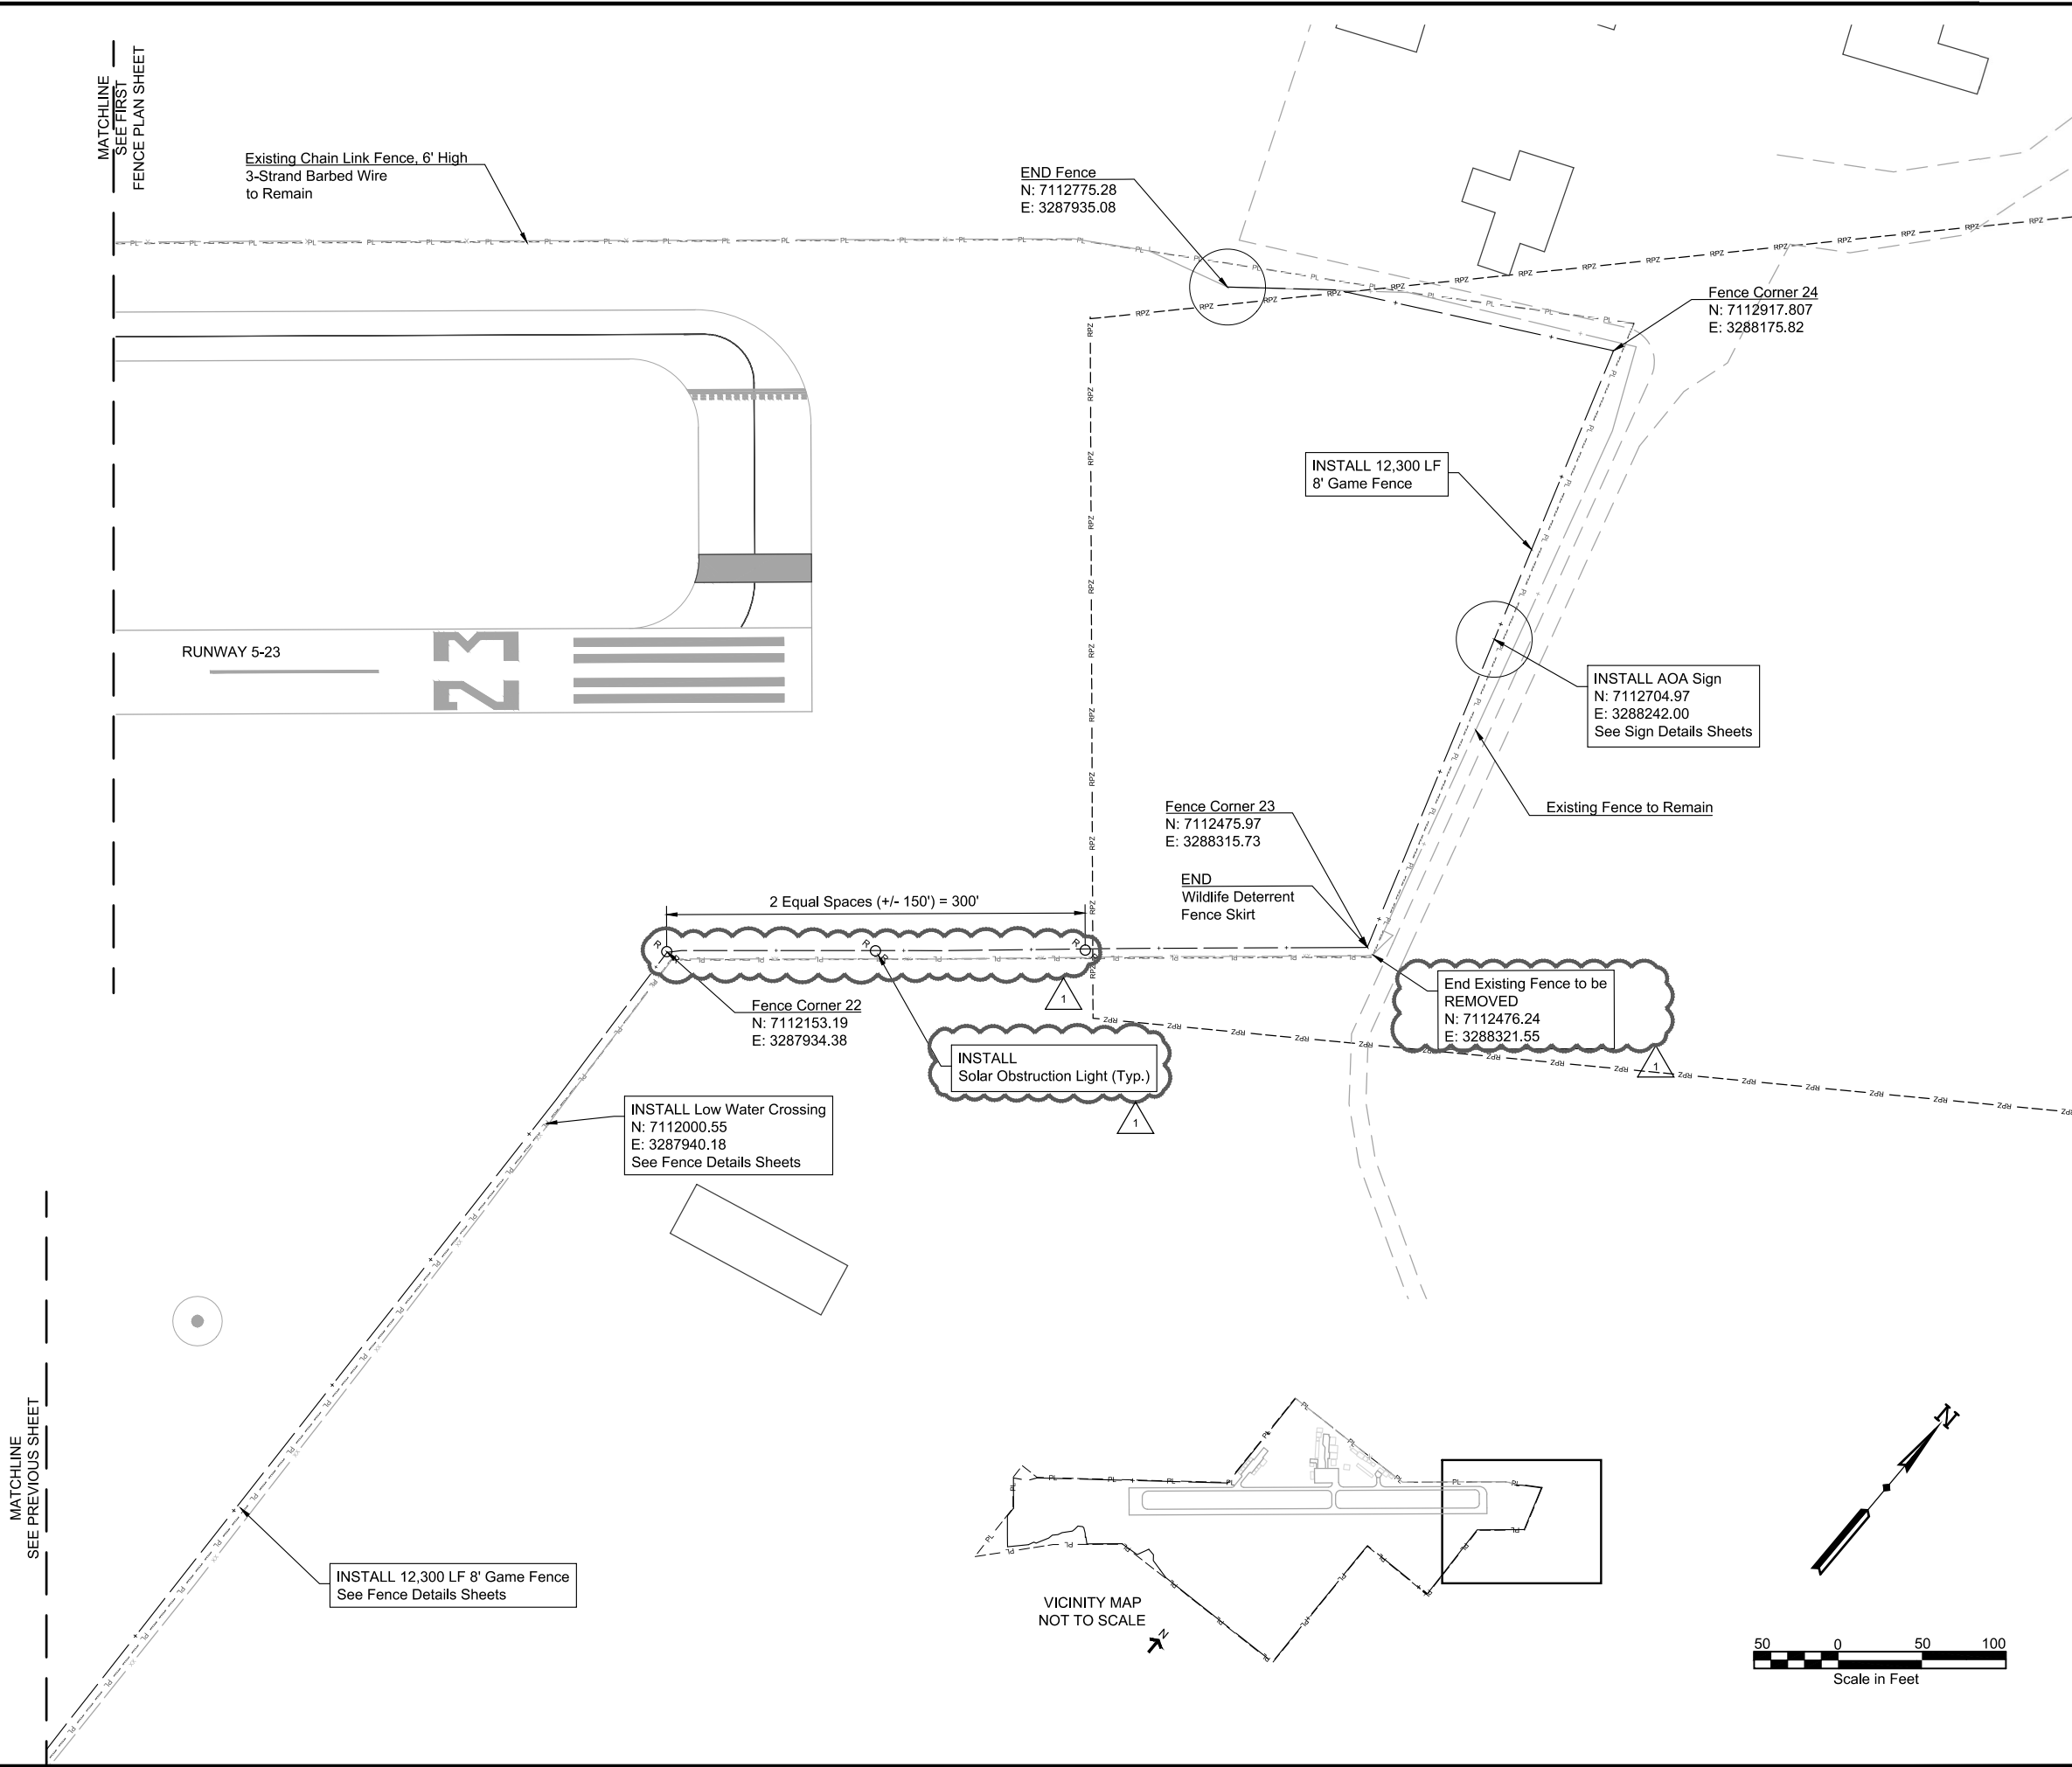 MATCHLINE
SEE FIRST
FENCE PLAN SHEET
Existing Chain Link Fence, 6' High
3-Strand Barbed Wire
to Remain
END Fence
N: 7112775.28
E: 3287935.08
Fence Corner 24
N: 7112917.807
E: 3288175.82
INSTALL 12,300 LF
8' Game Fence
RUNWAY 5-23
23
INSTALL AOA Sign
N: 7112704.97
E: 3288242.00
See Sign Details Sheets
Existing Fence to Remain
Fence Corner 23
N: 7112475.97
E: 3288315.73
END
Wildlife Deterrent
Fence Skirt
2 Equal Spaces (+/- 150') = 300'
R
R
R
1
Fence Corner 22
N: 7112153.19
E: 3287934.38
End Existing Fence to be
REMOVED
N: 7112476.24
E: 3288321.55
1
INSTALL
Solar Obstruction Light (Typ.)
1
INSTALL Low Water Crossing
N: 7112000.55
E: 3287940.18
See Fence Details Sheets
MATCHLINE
SEE PREVIOUS SHEET
INSTALL 12,300 LF 8' Game Fence
See Fence Details Sheets
VICINITY MAP
NOT TO SCALE
N
N
50 0 50 100
Scale in Feet
PL
RPZ